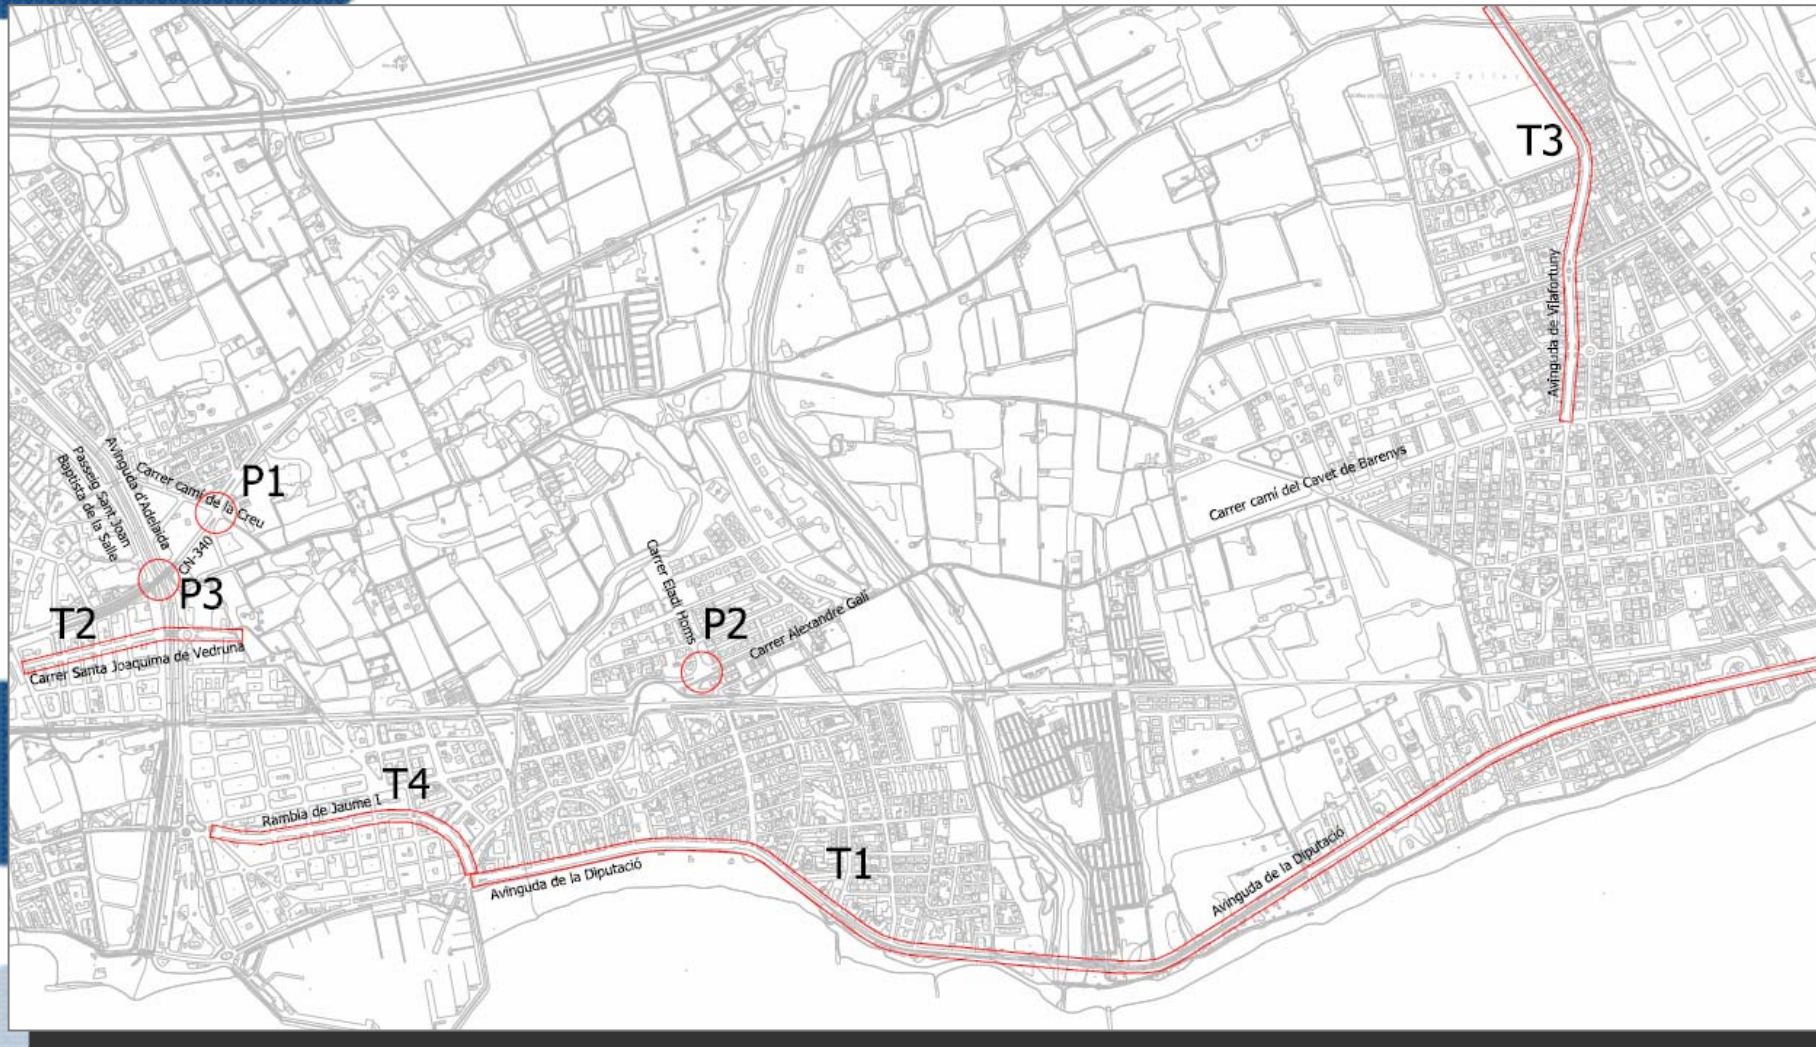 T3
Avinguda de Vilafortuny
Carrer camí del Cavet de Barenys
Avinguda d'Adelaida
Passeig Sant Joan
Baptista de la Salle
Carrer camí de la Creu
P1
CN-340
P3
T2
Carrer Santa Joaquima de Vedruna
Carrer Eladi Homs
P2
Carrer Alexandre Galí
T4
Rambla de Jaume I
T1
Avinguda de la Diputació
Avinguda de la Diputació